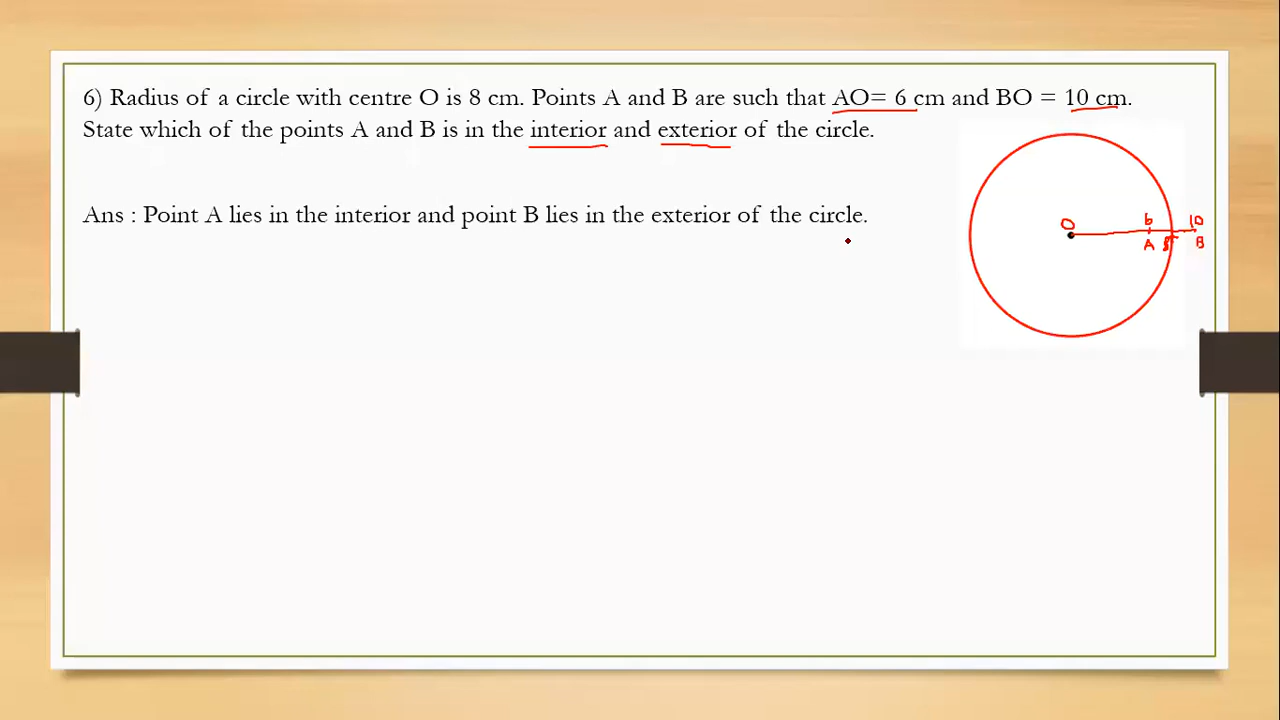 6) Radius of a circle with centre O is 8 cm. Points A and B are such that AO= 6 cm and BO = 10 cm.
State which of the points A and B is in the interior and exterior of the circle.
Ans : Point A lies in the interior and point B lies in the exterior of the circle.
O 6 10
A 8 B